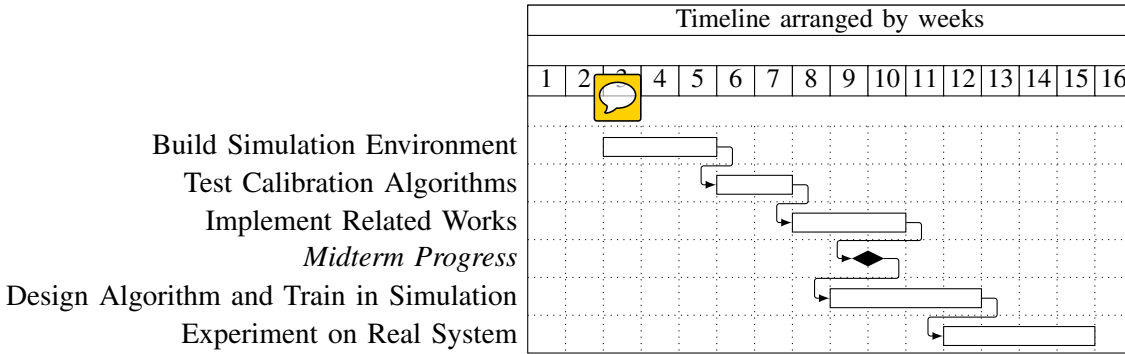 Timeline arranged by weeks
1 2 3 4 5 6 7 8 9 10 11 12 13 14 15 16
Build Simulation Environment
Test Calibration Algorithms
Implement Related Works
Midterm Progress
Design Algorithm and Train in Simulation
Experiment on Real System